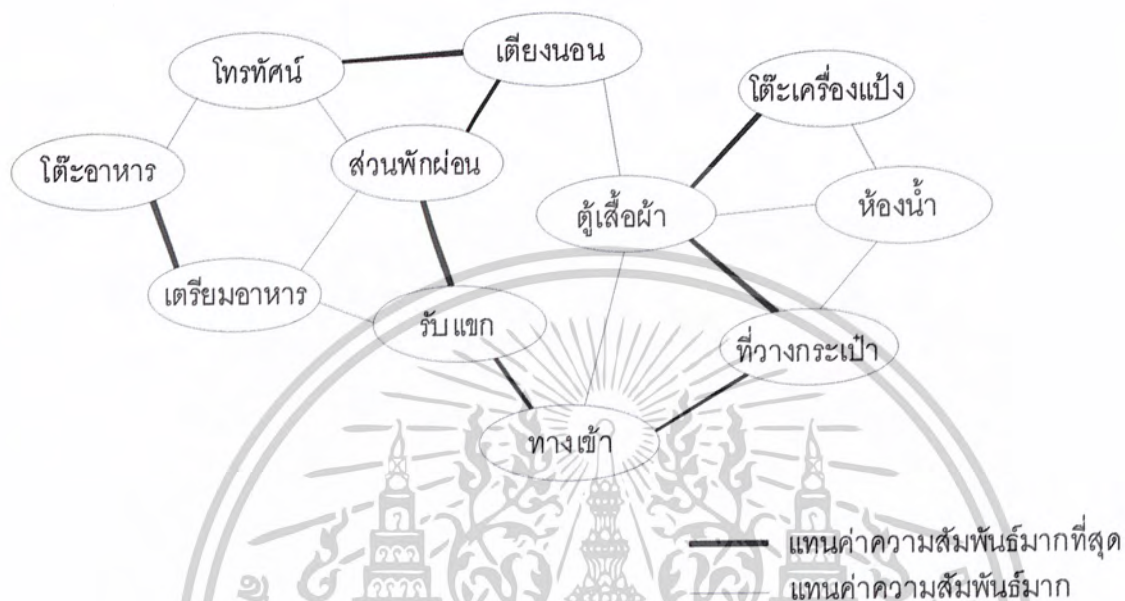 เตียงนอน
โทรทัศน์
โต๊ะเครื่องแป้ง
ส่วนพักผ่อน
โต๊ะอาหาร
ตู้เสื้อผ้า
ห้องน้ำ
เตรียมอาหาร
รับแขก
ที่วางกระเป๋า
ทางเข้า
แทนค่าความสัมพันธ์มากที่สุด
แทนค่าความสัมพันธ์มาก